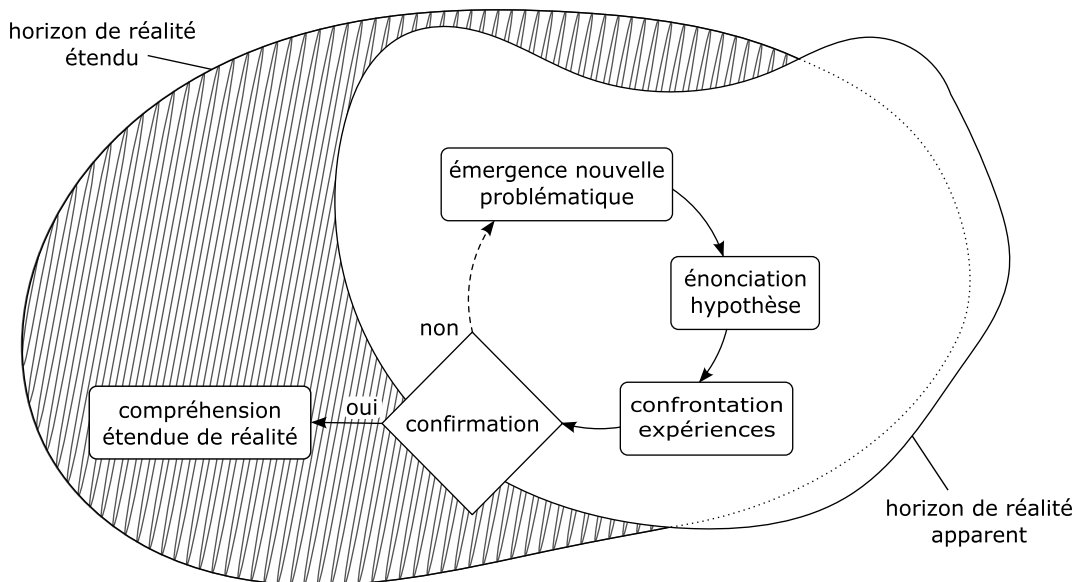 horizon de réalité
étendu
émergence nouvelle
problématique
énonciation
hypothèse
non
confrontation
expériences
oui
confirmation
compréhension
étendue de réalité
horizon de réalité
apparent